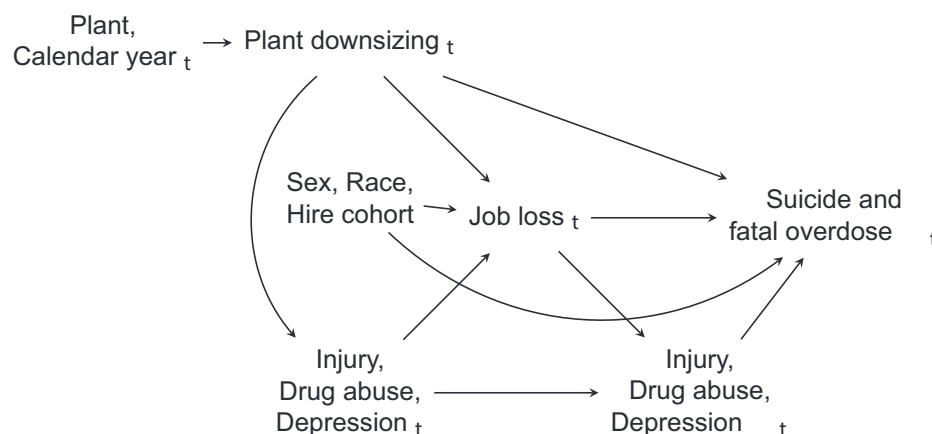 Plant,
Calendar year t
Plant downsizing t
Sex, Race,
Hire cohort
Job loss t
Suicide and
fatal overdose t
Injury,
Drug abuse,
Depression t
Injury,
Drug abuse,
Depression t